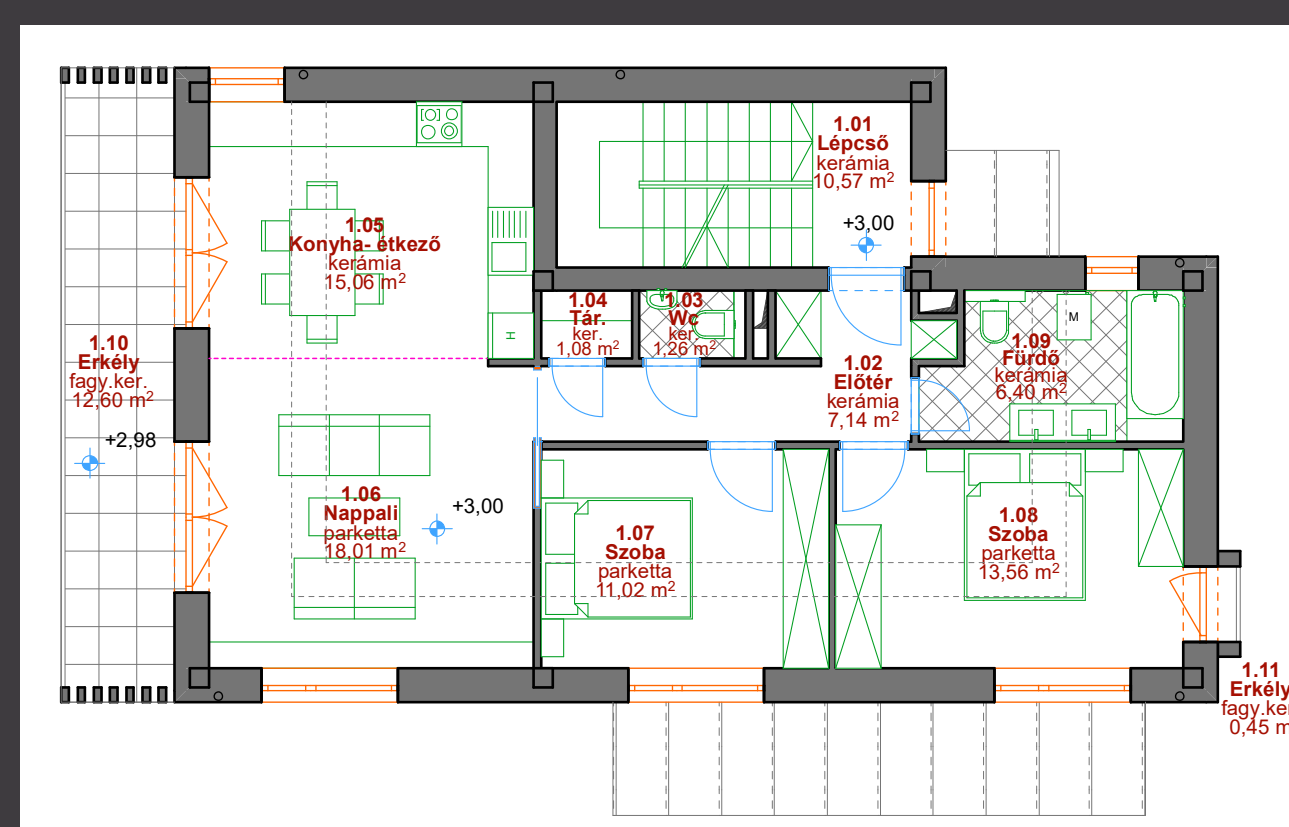 1.01
Lépcső
kerámia
10,57 m²
+3,00
1.05
Konyha- étkező
kerámia
15,06 m²
1.04
Tár.
ker.
1,08 m²
1.03
Wc
ker.
1,26 m²
H
M
1.09
Fürdő
kerámia
6,40 m²
1.02
Előtér
kerámia
7,14 m²
1.10
Erkély
fagy.ker.
12,60 m²
+2,98
1.06
Nappali
parketta
18,01 m²
+3,00
1.07
Szoba
parketta
11,02 m²
1.08
Szoba
parketta
13,56 m²
1.11
Erkély
fagy.ker
0,45 m